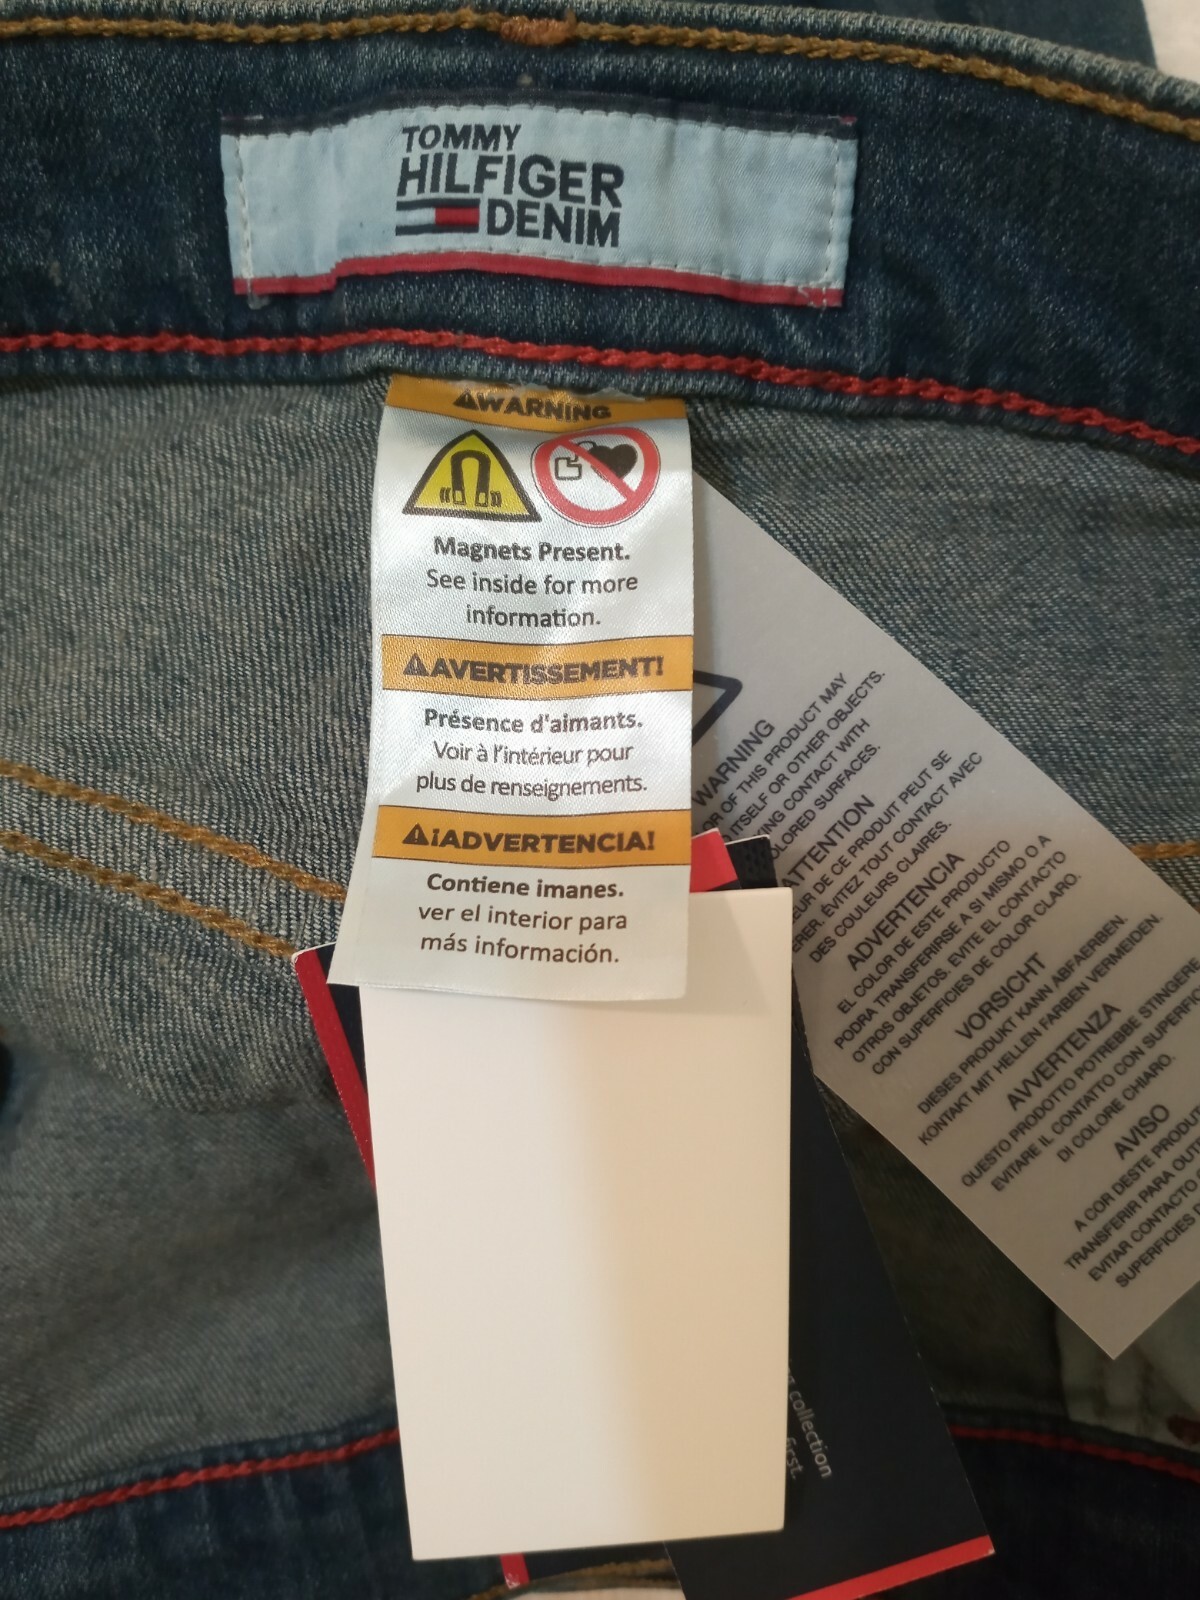 TOMMY
HILFIGER
DENIM
⚠WARNING
Magnets Present.
See inside for more
information.
⚠AVERTISSEMENT!
Présence d'aimants.
Voir à l'intérieur pour
plus de renseignements.
⚠¡ADVERTENCIA!
Contiene imanes.
ver el interior para
más información.
WARNING
OF THIS PRODUCT MAY
ITSELF OR OTHER OBJECTS.
CONTACT WITH
SURFACES.
ATTENTION
DE CE PRODUIT PEUT SE
ÉVITEZ TOUT CONTACT AVEC
DES COULEURS CLAIRES.
ADVERTENCIA
EL COLOR DE ESTE PRODUCTO
PODRA TRANSFERIRSE A SI MISMO O A
OTROS OBJETOS. EVITE EL CONTACTO
CON SUPERFICIES DE COLOR CLARO.
VORSICHT
DIESES PRODUKT KANN ABFAERBEN.
KONTAKT MIT HELLEN FARBEN VERMEIDEN.
AVVERTENZA
QUESTO PRODOTTO POTREBBE STINGERE
EVITARE IL CONTATTO CON
DI COLORE CHIARO.
AVISO
A COR DESTE
TRANSFERIR PARA
EVITAR CONTACTO
SUPERFICIES
collection
first.